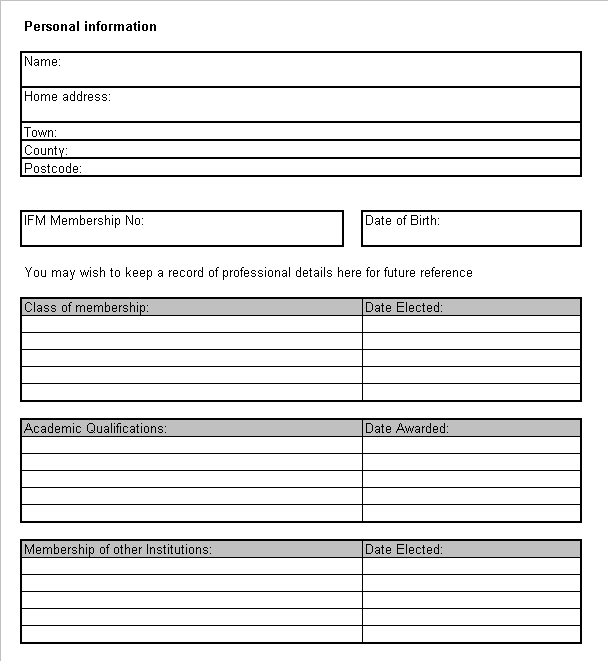 Personal information
Name:
Home address:
Town:
County:
Postcode:
IFM Membership No: Date of Birth:
You may wish to keep a record of professional details here for future reference
Class of membership: Date Elected:
Academic Qualifications: Date Awarded:
Membership of other Institutions: Date Elected: